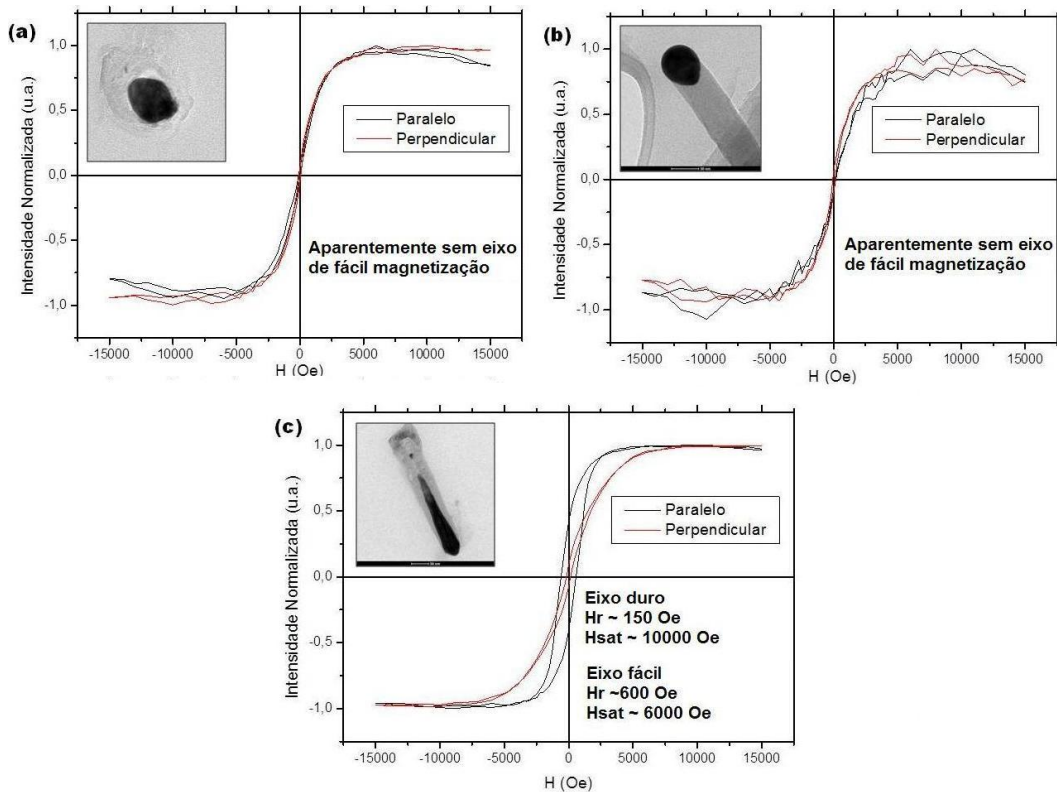 (a)
Intensidade Normalizada (u.a.)
1,0
0,5
0,0
-0,5
-1,0
Paralelo
Perpendicular
Aparentemente sem eixo
de fácil magnetização
-15000 -10000 -5000 0 5000 10000 15000
H (Oe)
(b)
Intensidade Normalizada (u.a.)
1,0
0,5
0,0
-0,5
-1,0
Paralelo
Perpendicular
Aparentemente sem eixo
de fácil magnetização
-15000 -10000 -5000 0 5000 10000 15000
H (Oe)
(c)
Intensidade Normalizada (u.a.)
1,0
0,5
0,0
-0,5
-1,0
Paralelo
Perpendicular
Eixo duro
Hr ~ 150 Oe
Hsat ~ 10000 Oe
Eixo fácil
Hr ~600 Oe
Hsat ~ 6000 Oe
-15000 -10000 -5000 0 5000 10000 15000
H (Oe)